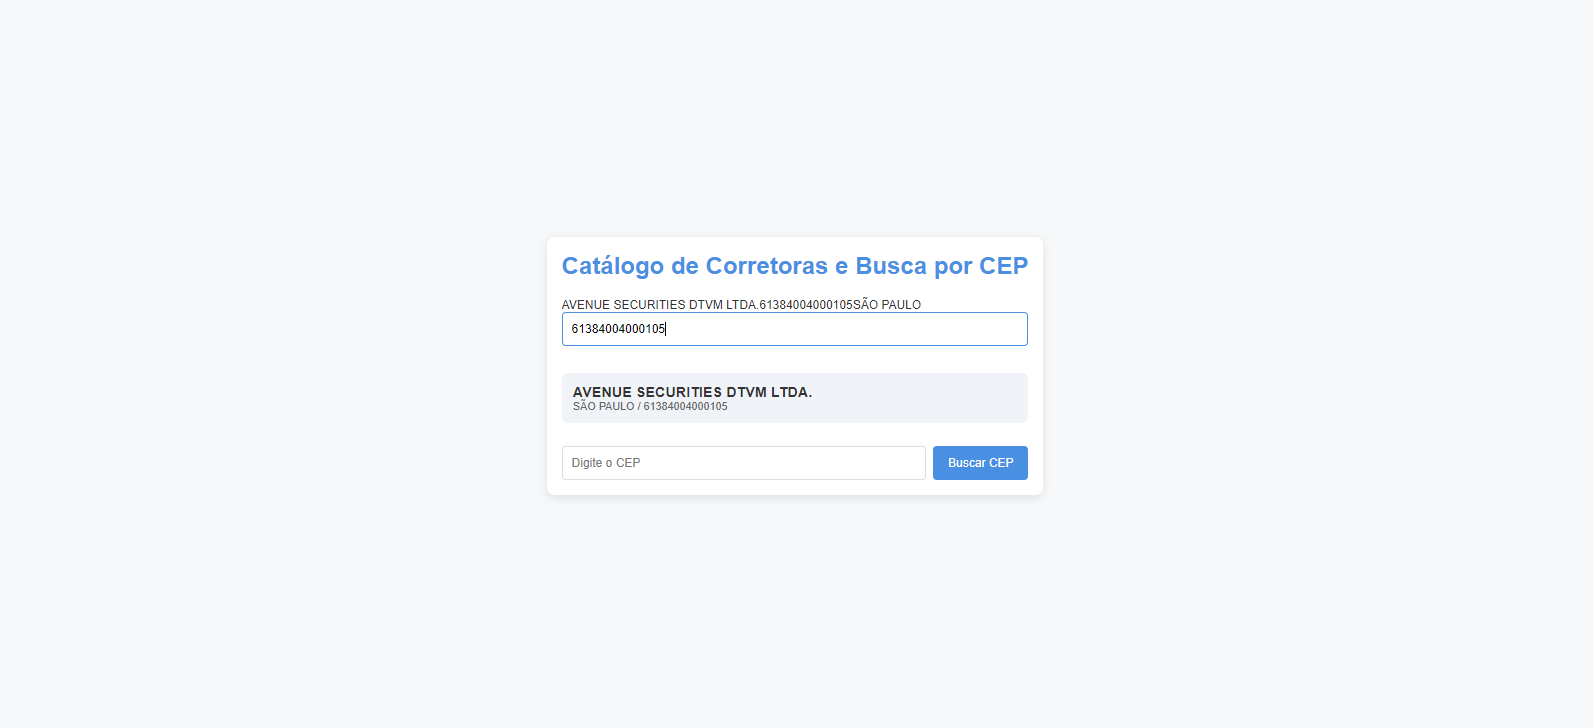 Catálogo de Corretoras e Busca por CEP
AVENUE SECURITIES DTVM LTDA.61384004000105SÃO PAULO
61384004000105
AVENUE SECURITIES DTVM LTDA.
SÃO PAULO / 61384004000105
Digite o CEP
Buscar CEP